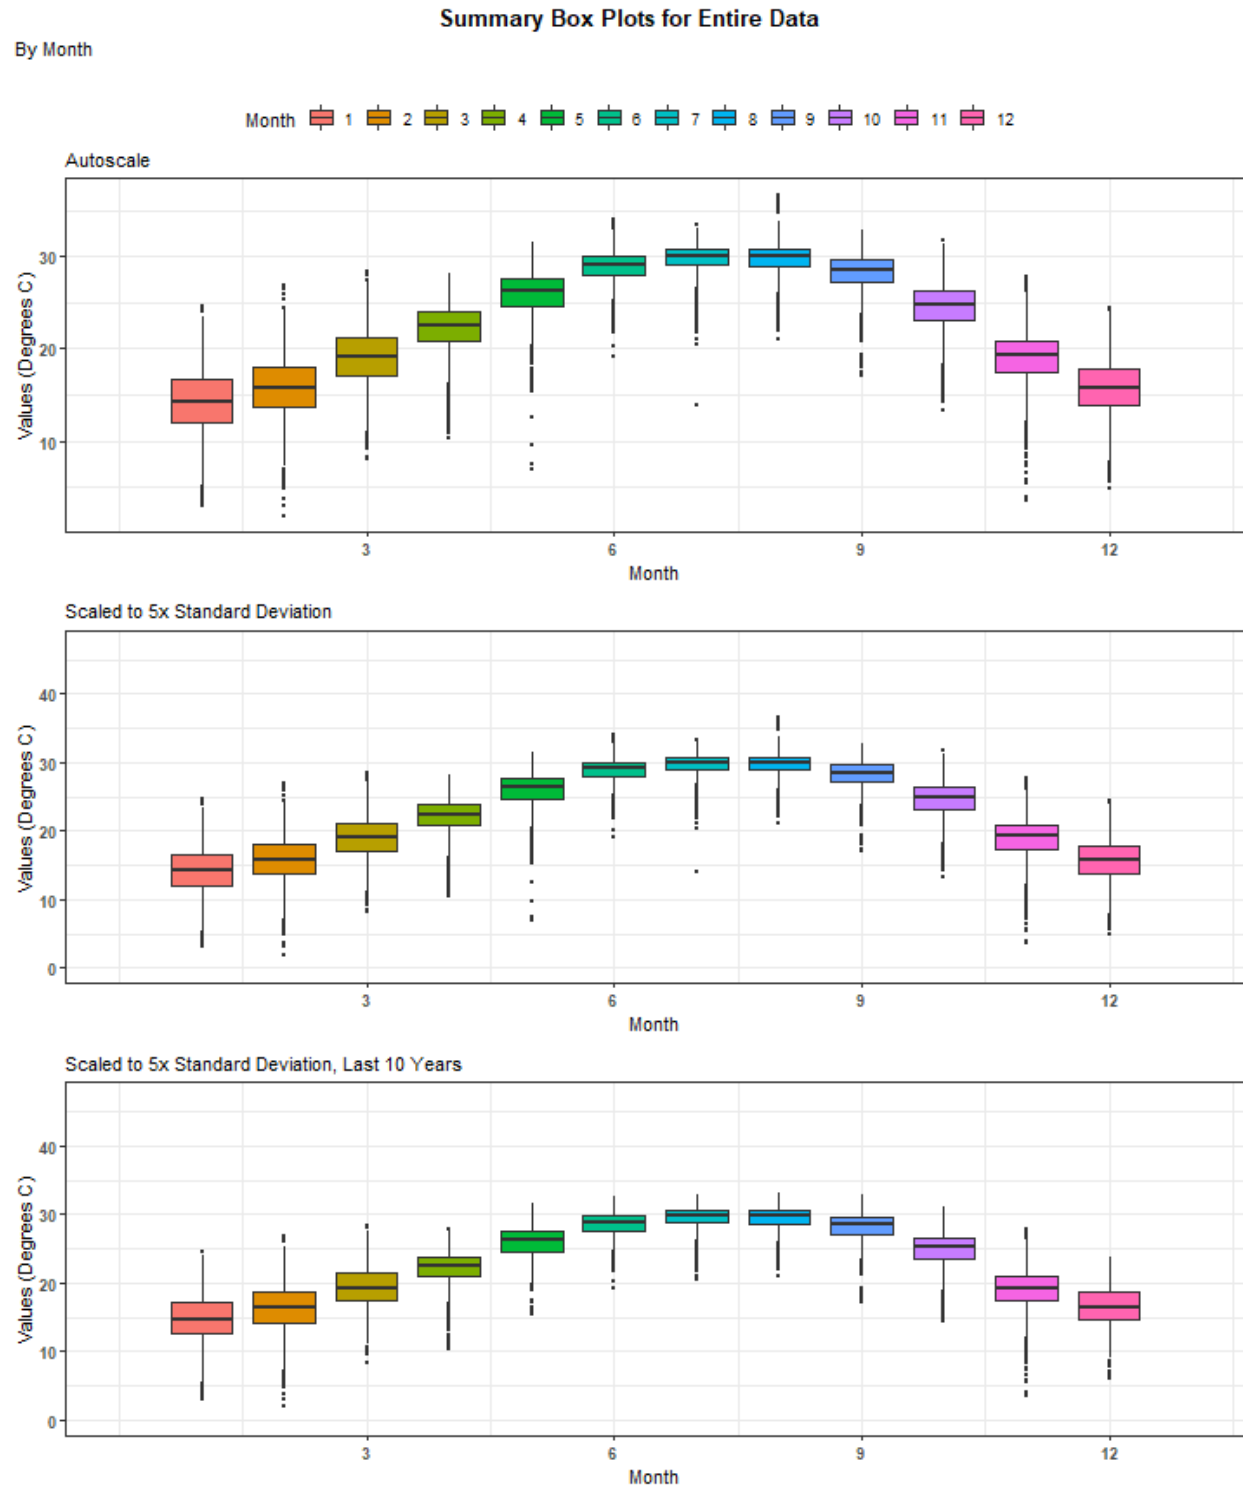 Summary Box Plots for Entire Data
By Month
Month 1 2 3 4 5 6 7 8 9 10 11 12
Autoscale
Values (Degrees C)
30
20
10
3 6 9 12
Month
Scaled to 5x Standard Deviation
Values (Degrees C)
40
30
20
10
0
3 6 9 12
Month
Scaled to 5x Standard Deviation, Last 10 Years
Values (Degrees C)
40
30
20
10
0
3 6 9 12
Month